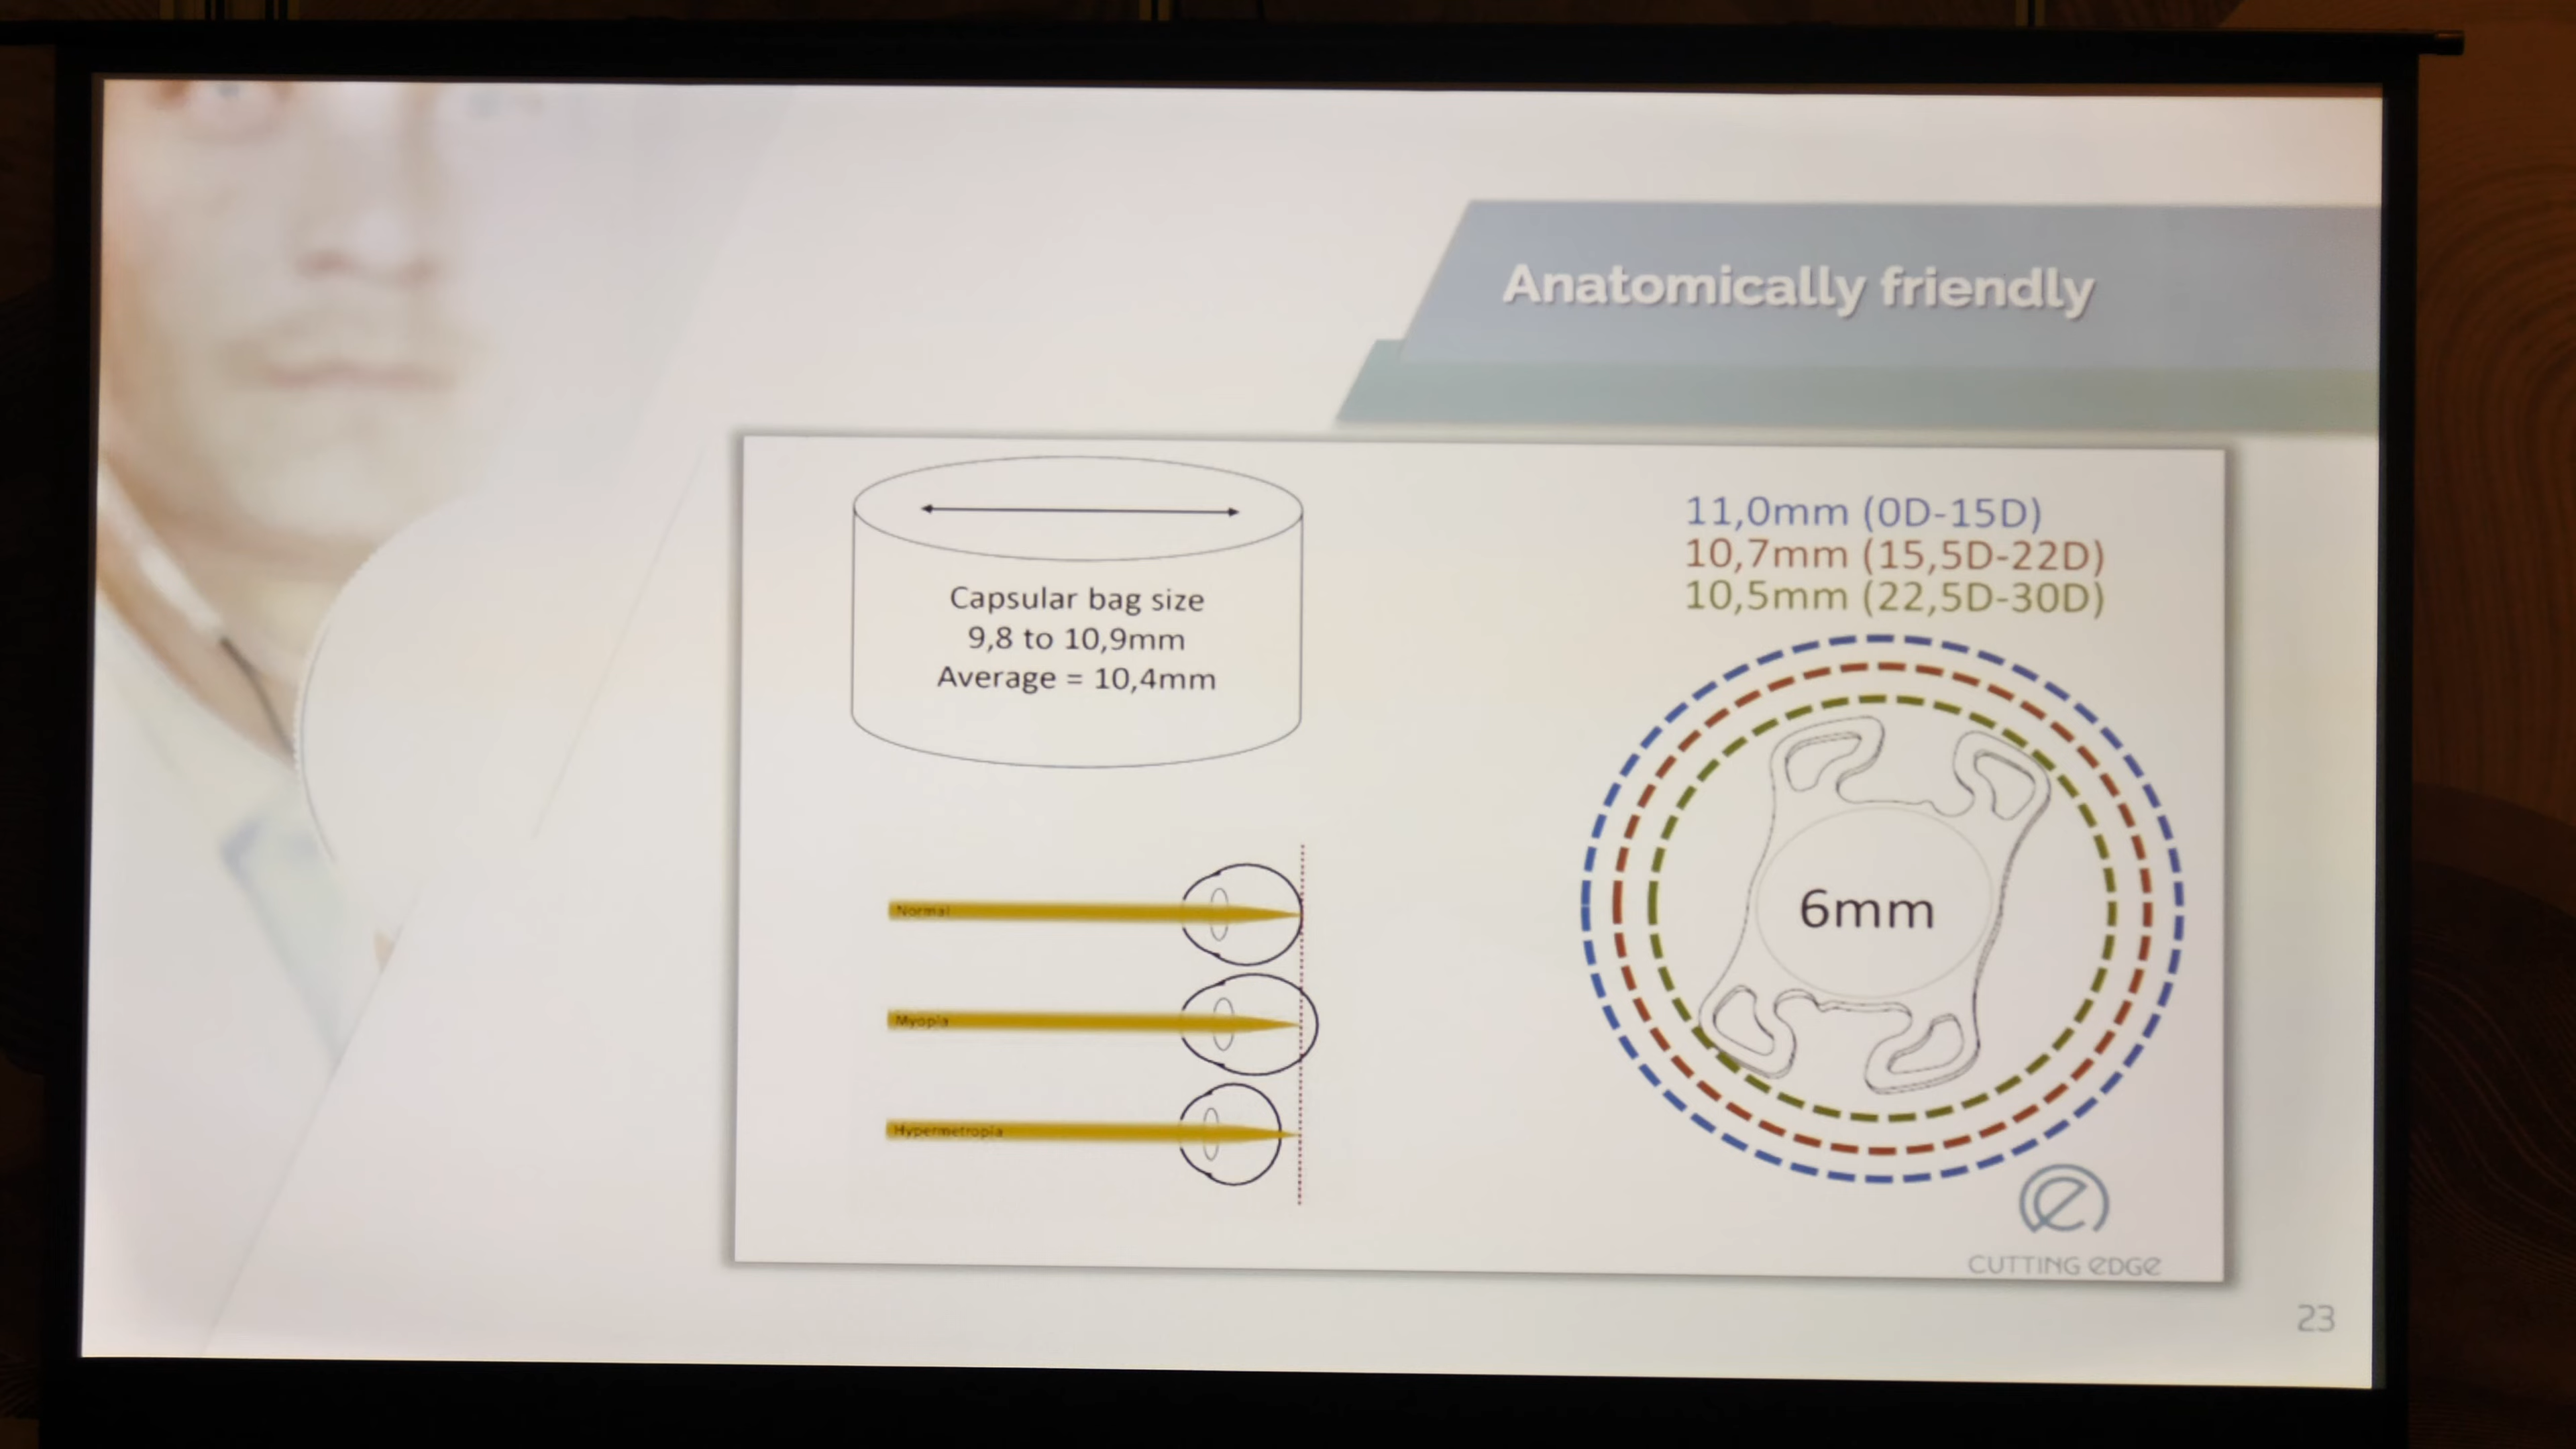 Anatomically friendly
Capsular bag size
9,8 to 10,9mm
Average = 10,4mm
11,0mm (0D-15D)
10,7mm (15,5D-22D)
10,5mm (22,5D-30D)
Normal
Myopia
Hypermetropia
6mm
CUTTING eDGe
23